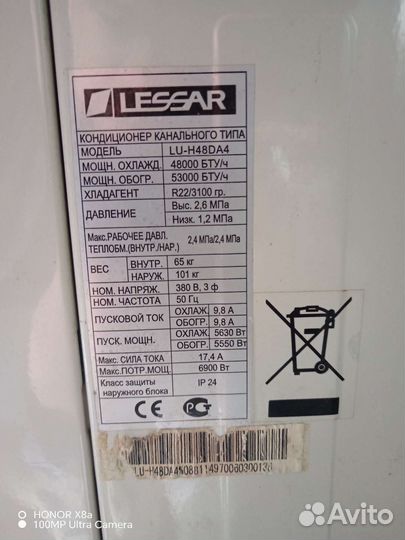 LESSAR
КОНДИЦИОНЕР КАНАЛЬНОГО ТИПА
МОДЕЛЬ LU-H48DA4
МОЩН. ОХЛАЖД. 48000 БТУ/ч
МОЩН. ОБОГР. 53000 БТУ/ч
ХЛАДАГЕНТ R22/3100 гр.
ДАВЛЕНИЕ Выс. 2,6 МПа
Низк. 1,2 МПа
Макс.РАБОЧЕЕ ДАВЛ.
ТЕПЛОБМ.(ВНУТР./НАР.) 2,4 МПа/2,4 МПа
ВЕС ВНУТР. 65 кг
НАРУЖ. 101 кг
НОМ. НАПРЯЖ. 380 В, 3 ф
НОМ. ЧАСТОТА 50 Гц
ПУСКОВОЙ ТОК ОХЛАЖ. 9,8 А
ОБОГР. 9,8 А
ПУСК. МОЩН. ОХЛАЖ 5630 Вт
ОБОГР. 5550 Вт
МАКС. СИЛА ТОКА 17,4 А
МАКС.ПОТР.МОЩ. 6900 Вт
Класс защиты
наружного блока IP 24
CE РСТ
HONOR X8a
100MP Ultra Camera
Avito